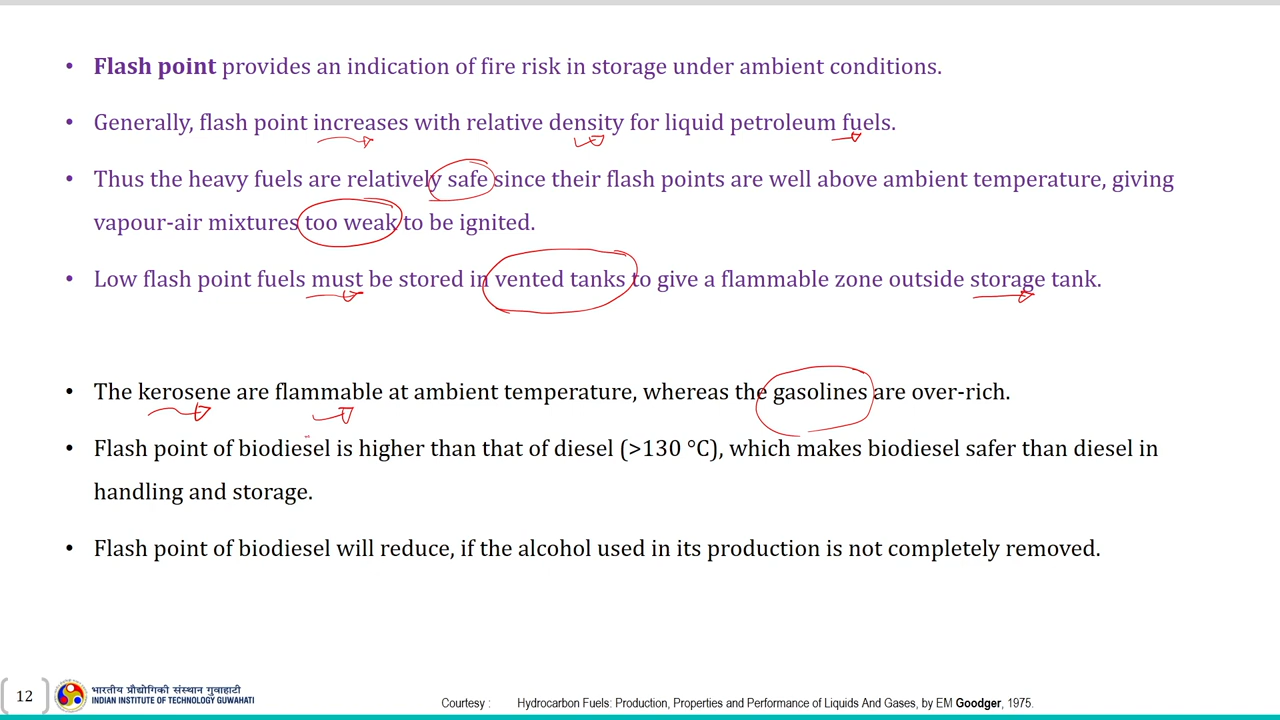 • Flash point provides an indication of fire risk in storage under ambient conditions.
• Generally, flash point increases with relative density for liquid petroleum fuels.
• Thus the heavy fuels are relatively safe since their flash points are well above ambient temperature, giving
vapour-air mixtures too weak to be ignited.
• Low flash point fuels must be stored in vented tanks to give a flammable zone outside storage tank.
• The kerosene are flammable at ambient temperature, whereas the gasolines are over-rich.
• Flash point of biodiesel is higher than that of diesel (>130 °C), which makes biodiesel safer than diesel in
handling and storage.
• Flash point of biodiesel will reduce, if the alcohol used in its production is not completely removed.
12
भारतीय प्रौद्योगिकी संस्थान गुवाहाटी
INDIAN INSTITUTE OF TECHNOLOGY GUWAHATI
Courtesy : Hydrocarbon Fuels: Production, Properties and Performance of Liquids And Gases, by EM Goodger, 1975.